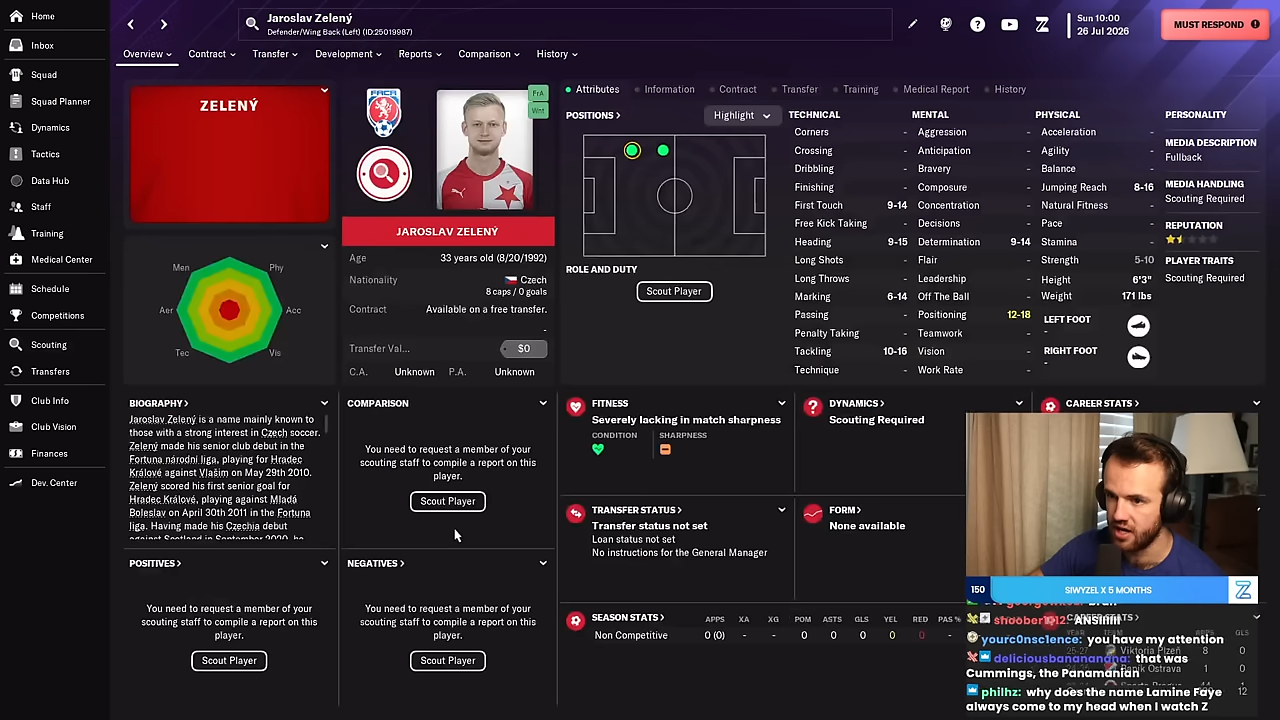 Home
Inbox
Squad
Squad Planner
Dynamics
Tactics
Data Hub
Staff
Training
Medical Center
Schedule
Competitions
Scouting
Transfers
Club Info
Club Vision
Finances
Dev. Center
Jaroslav Zelený
Defender/Wing Back (Left) (ID:25019987)
Sun 10:00
26 Jul 2026
MUST RESPOND
Overview
Contract
Transfer
Development
Reports
Comparison
History
ZELENÝ
Men
Phy
Aer
Acc
Tec
Vis
FAČR
FrA
Wnt
JAROSLAV ZELENÝ
Age 33 years old (8/20/1992)
Nationality Czech
8 caps / 0 goals
Contract Available on a free transfer.
-
Transfer Val... $0
C.A. Unknown P.A. Unknown
Attributes Information Contract Transfer Training Medical Report History
POSITIONS
Highlight
ROLE AND DUTY
Scout Player
TECHNICAL
Corners -
Crossing -
Dribbling -
Finishing -
First Touch 9-14
Free Kick Taking -
Heading 9-15
Long Shots -
Long Throws -
Marking 6-14
Passing -
Penalty Taking -
Tackling 10-16
Technique -
MENTAL
Aggression -
Anticipation -
Bravery -
Composure -
Concentration -
Decisions -
Determination 9-14
Flair -
Leadership -
Off The Ball -
Positioning 12-18
Teamwork -
Vision -
Work Rate -
PHYSICAL
Acceleration -
Agility -
Balance -
Jumping Reach 8-16
Natural Fitness -
Pace -
Stamina -
Strength 5-10
Height 6'3"
Weight 171 lbs
LEFT FOOT
-
RIGHT FOOT
-
PERSONALITY
MEDIA DESCRIPTION
Fullback
MEDIA HANDLING
Scouting Required
REPUTATION
PLAYER TRAITS
Scouting Required
BIOGRAPHY
Jaroslav Zelený is a name mainly known to
those with a strong interest in Czech soccer.
Zelený made his senior club debut in the
Fortuna národní liga, playing for Hradec
Králové against Vlašim on May 29th 2010.
Zelený scored his first senior goal for
Hradec Králové, playing against Mladá
Boleslav on April 30th 2011 in the Fortuna
liga. Having made his Czechia debut
against Scotland in September 2020, he
COMPARISON
You need to request a member of your
scouting staff to compile a report on this
player.
Scout Player
POSITIVES
You need to request a member of your
scouting staff to compile a report on this
player.
Scout Player
NEGATIVES
You need to request a member of your
scouting staff to compile a report on this
player.
Scout Player
FITNESS
Severely lacking in match sharpness
CONDITION
SHARPNESS
DYNAMICS
Scouting Required
CAREER STATS
TRANSFER STATUS
Transfer status not set
Loan status not set
No instructions for the General Manager
FORM
None available
SEASON STATS APPS XA XG POM ASTS GLS YEL RED PAS %
Non Competitive 0 (0) - - 0 0 0 0 0 -
150 SIWYZEL X 5 MONTHS
yourc0nsc1ence: you have my attention
Viktoria Plzeň 8 0
deliciousbanananana: that was
Cummings, the Panamanian
philhz: why does the name Lamine Faye
always come to my head when I watch Z
GLS
0
12